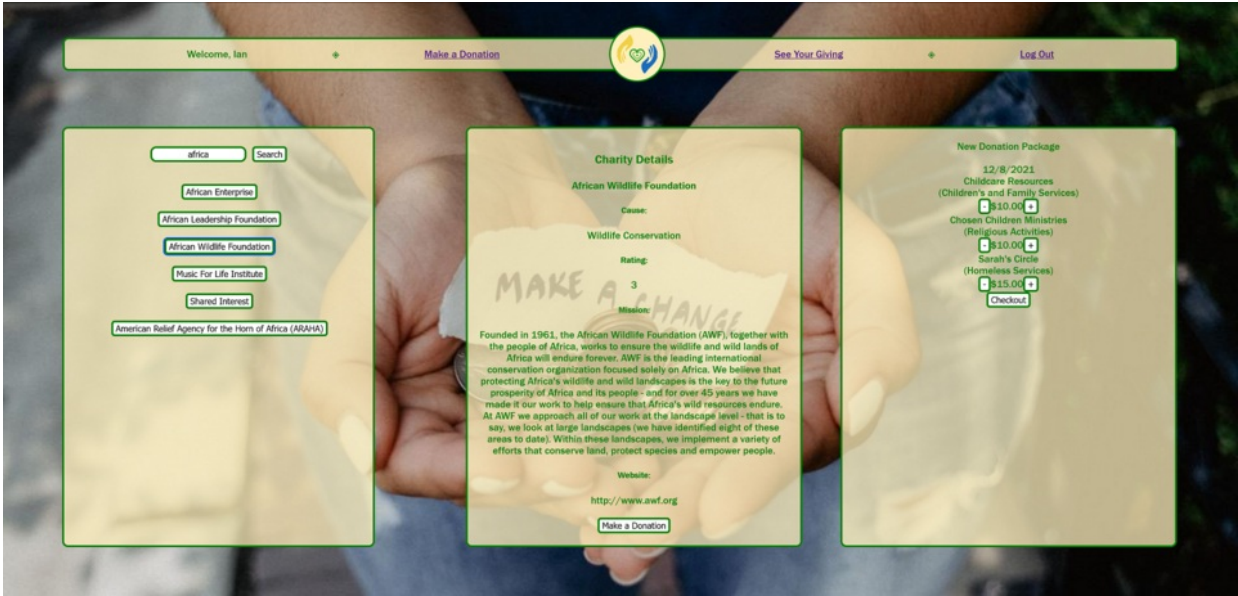 Welcome, Ian
Make a Donation
See Your Giving
Log Out
africa
Search
African Enterprise
African Leadership Foundation
African Wildlife Foundation
Music For Life Institute
Shared Interest
American Relief Agency for the Horn of Africa (ARAHA)
Charity Details
African Wildlife Foundation
Cause:
Wildlife Conservation
Rating:
3
Mission:
Founded in 1961, the African Wildlife Foundation (AWF), together with
the people of Africa, works to ensure the wildlife and wild lands of
Africa will endure forever. AWF is the leading international
conservation organization focused solely on Africa. We believe that
protecting Africa's wildlife and wild landscapes is the key to the future
prosperity of Africa and its people - and for over 45 years we have
made it our work to help ensure that Africa's wild resources endure.
At AWF we approach all of our work at the landscape level - that is to
say, we look at large landscapes (we have identified eight of these
areas to date). Within these landscapes, we implement a variety of
efforts that conserve land, protect species and empower people.
Website:
http://www.awf.org
Make a Donation
MAKE A CHANGE
New Donation Package
12/8/2021
Childcare Resources
(Children's and Family Services)
- $10.00 +
Chosen Children Ministries
(Religious Activities)
- $10.00 +
Sarah's Circle
(Homeless Services)
- $15.00 +
Checkout